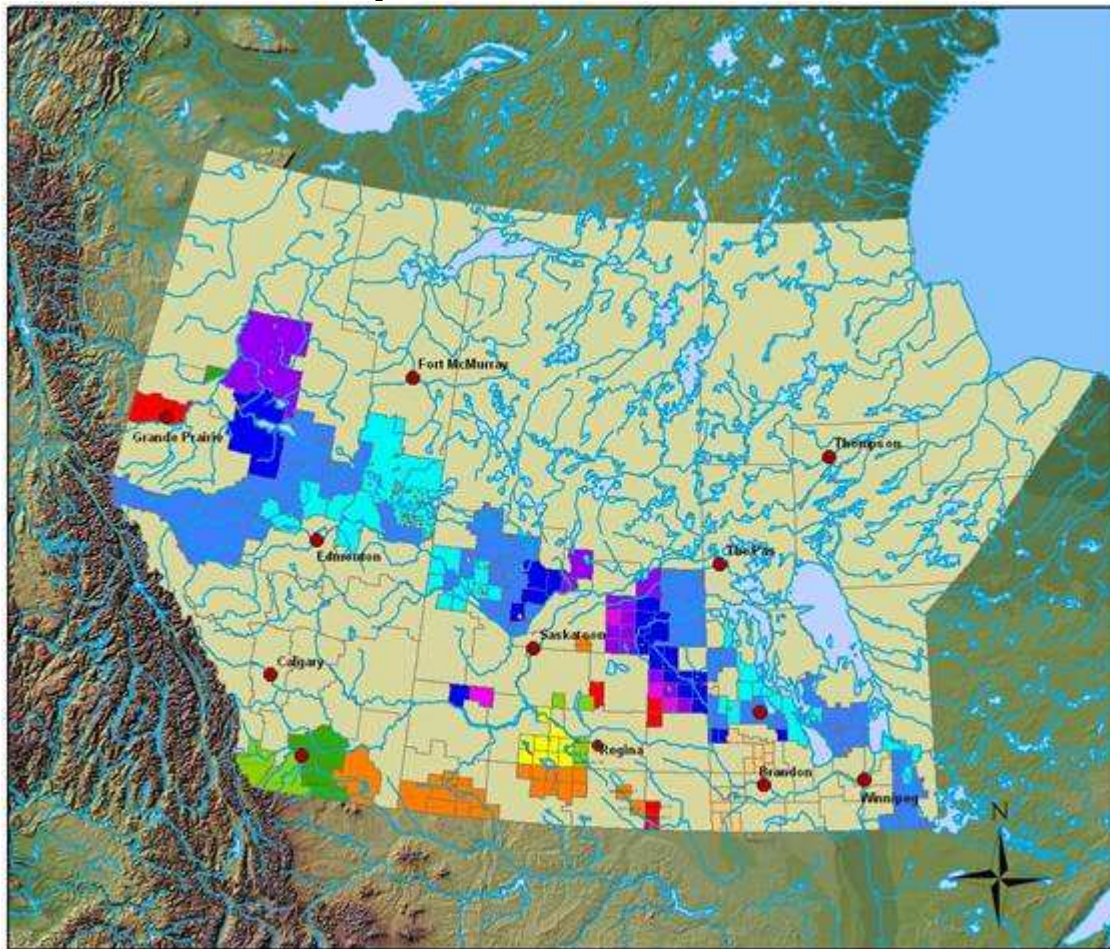 Fort McMurray
Grande Prairie
Thompson
Edmonton
The Pas
Saskatoon
Calgary
Regina
Brandon
Winnipeg
N